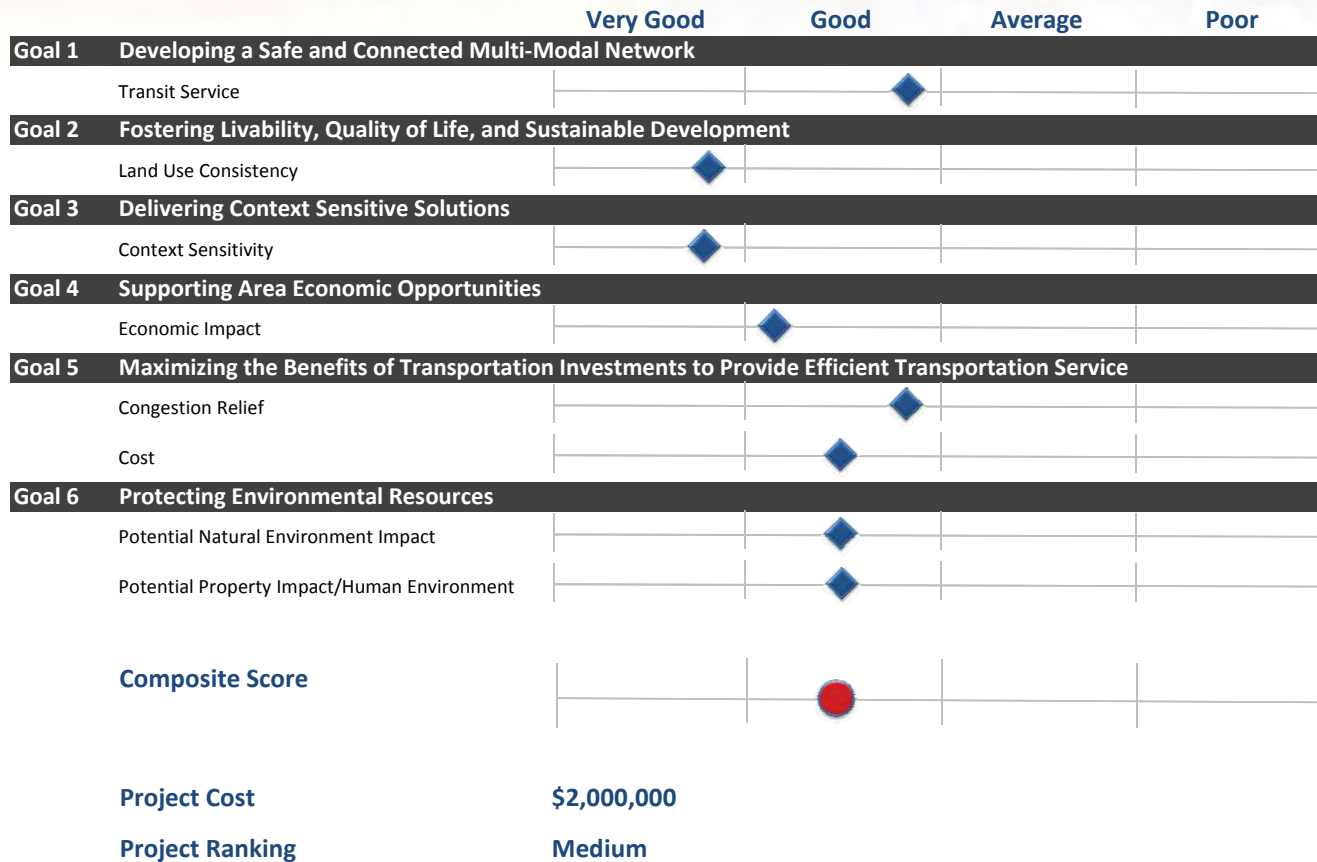 Very Good Good Average Poor
Goal 1 Developing a Safe and Connected Multi-Modal Network
Transit Service
Goal 2 Fostering Livability, Quality of Life, and Sustainable Development
Land Use Consistency
Goal 3 Delivering Context Sensitive Solutions
Context Sensitivity
Goal 4 Supporting Area Economic Opportunities
Economic Impact
Goal 5 Maximizing the Benefits of Transportation Investments to Provide Efficient Transportation Service
Congestion Relief
Cost
Goal 6 Protecting Environmental Resources
Potential Natural Environment Impact
Potential Property Impact/Human Environment
Composite Score
Project Cost $2,000,000
Project Ranking Medium